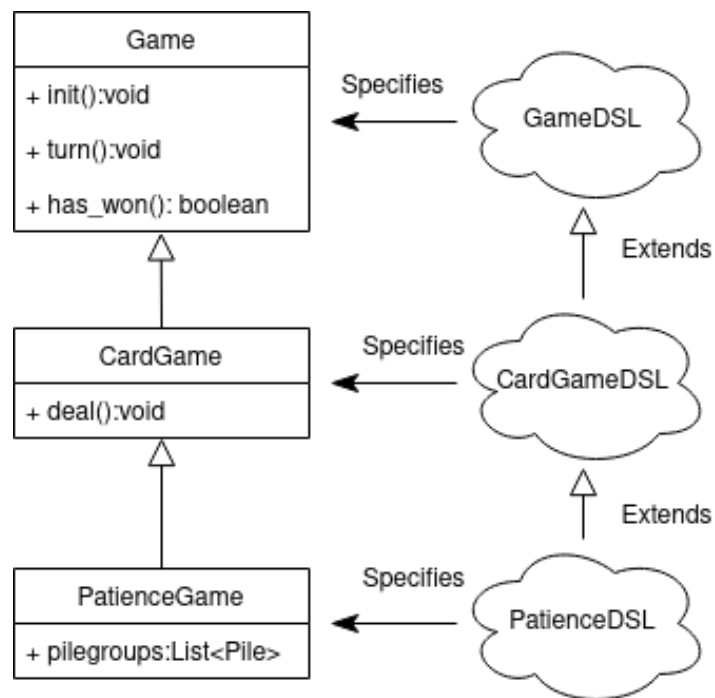 Game
+ init():void
+ turn():void
+ has_won(): boolean
Specifies
GameDSL
Extends
CardGame
+ deal():void
Specifies
CardGameDSL
Extends
PatienceGame
+ pilegroups:List<Pile>
Specifies
PatienceDSL